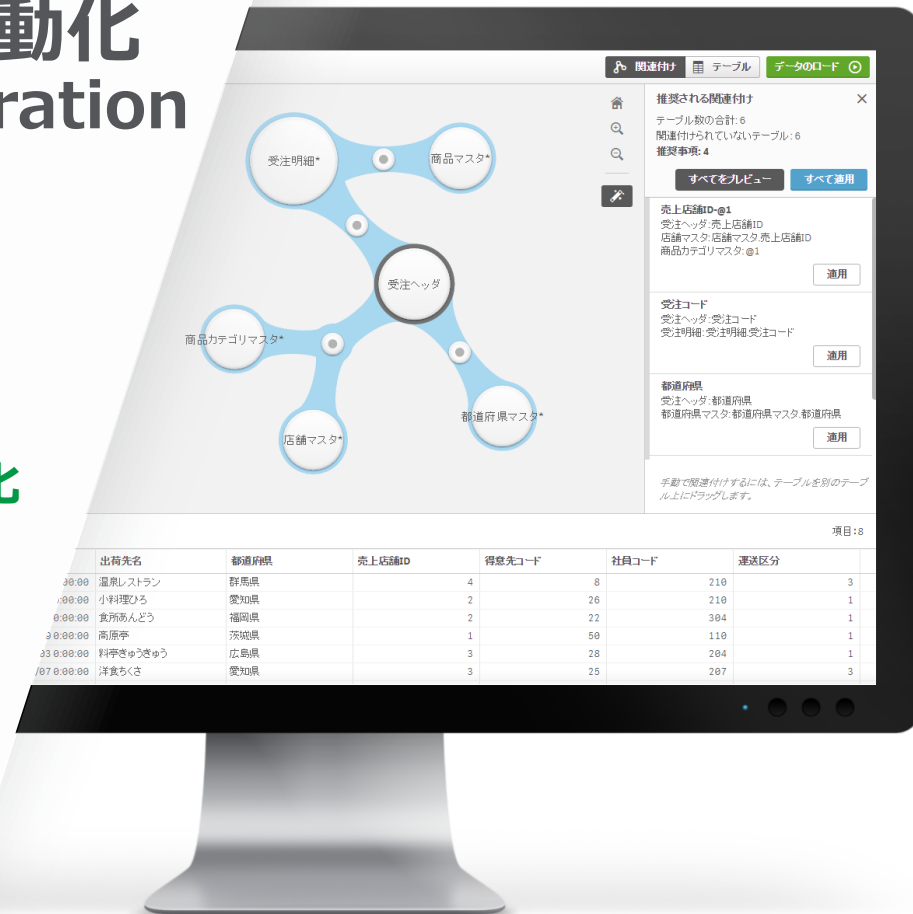 動化
ration
化
関連付け テーブル データのロード
推奨される関連付け
テーブル数の合計: 6
関連付けられていないテーブル: 6
推奨事項: 4
すべてをプレビュー すべて適用
売上店舗ID-@1
受注ヘッダ:売上店舗ID
店舗マスタ:店舗マスタ.売上店舗ID
商品カテゴリマスタ:@1
適用
受注コード
受注ヘッダ:受注コード
受注明細:受注明細.受注コード
適用
都道府県
受注ヘッダ:都道府県
都道府県マスタ:都道府県マスタ.都道府県
適用
手動で関連付けするには、テーブルを別のテーブ
ル上にドラッグします。
受注明細*
商品マスタ*
受注ヘッダ
商品カテゴリマスタ*
店舗マスタ*
都道府県マスタ*
項目:8
出荷先名 都道府県 売上店舗ID 得意先コード 社員コード 運送区分
0:00 温泉レストラン 群馬県 4 8 210 3
:00:00 小料理ひろ 愛知県 2 26 210 1
0:00:00 食所あんどう 福岡県 2 22 304 1
9 0:00:00 高原亭 茨城県 1 50 110 1
03 0:00:00 料亭ぎゅうぎゅう 広島県 3 28 204 1
/07 0:00:00 洋食ちくさ 愛知県 3 25 207 3